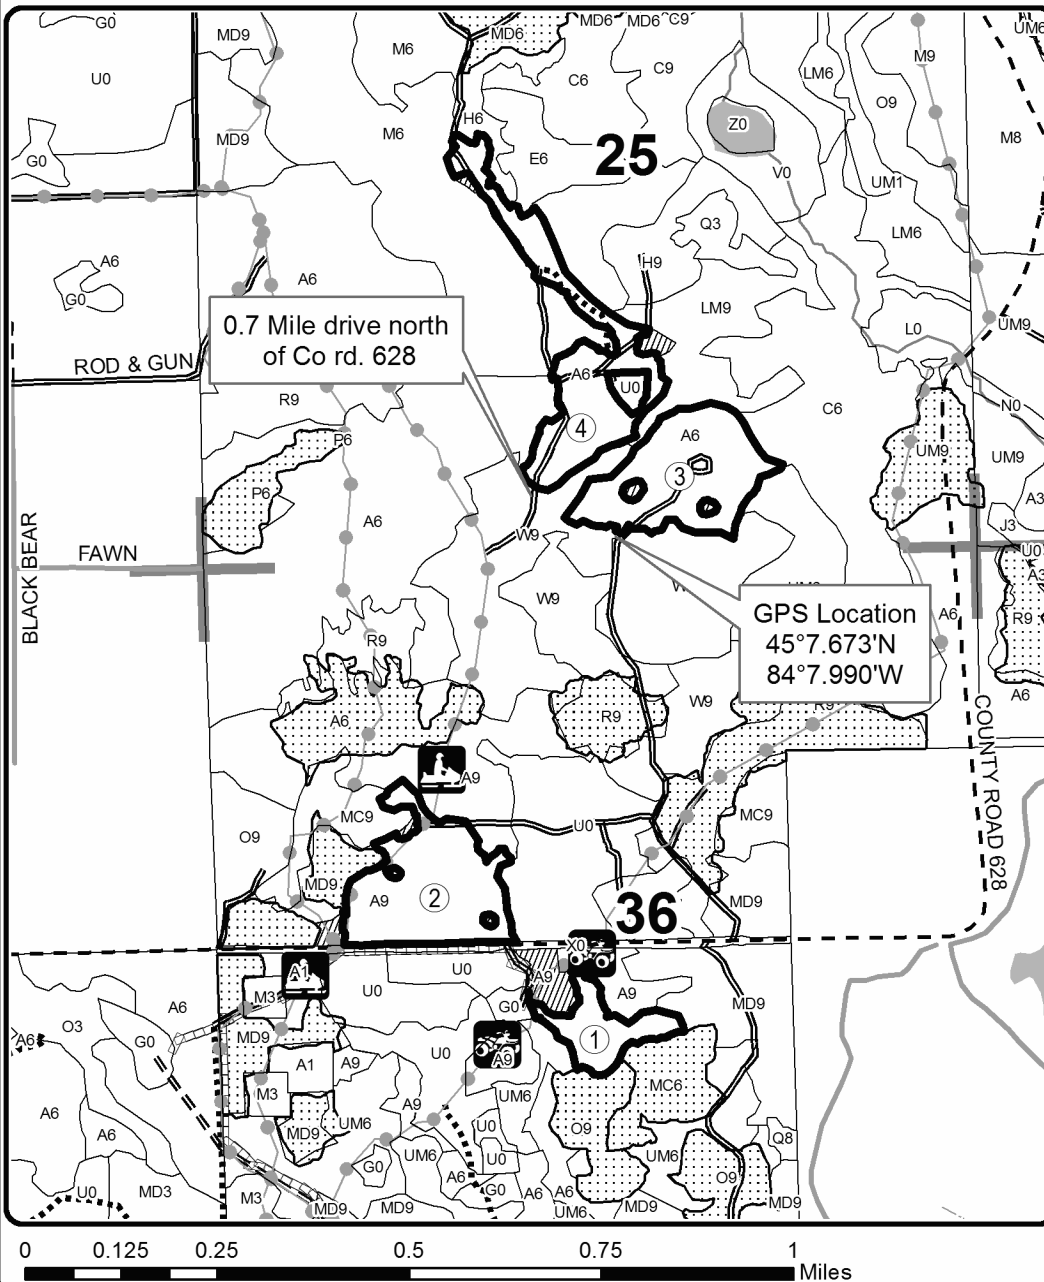 G0
MD9
MD6
MD6
MD6
C9
UM6
U0
M6
C6
C9
LM6
M9
O9
H6
Z0
M6
MD9
M8
G0
E6
25
V0
UM1
Q3
LM6
A6
H9
A6
G0
LM9
0.7 Mile drive north
of Co rd. 628
L0
UM9
ROD & GUN
A6
U0
R9
C6
N0
P6
4
A6
UM9
UM9
3
P6
A3
A6
J3
W9
BLACK BEAR
FAWN
U0
A3
W9
GPS Location
45°7.673'N
84°7.990'W
A6
R9
R9
A6
W9
R9
R9
A6
COUNTY ROAD 628
A9
MC9
U0
MC9
O9
MD9
A9
2
MD9
36
X0
A1
U0
A9
A9
U0
M3
A6
G0
MD9
O3
A6
G0
MD9
1
U0
A9
A1
A9
MC6
M3
UM6
A6
A9
O9
UM6
MD9
U0
Q8
A6
UM6
U0
UM6
G0
A6
O9
U0
MD3
M3
G0
A6
A6
MD9
MD9
UM6
MD9
MD9
0
0.125
0.25
0.5
0.75
1
Miles